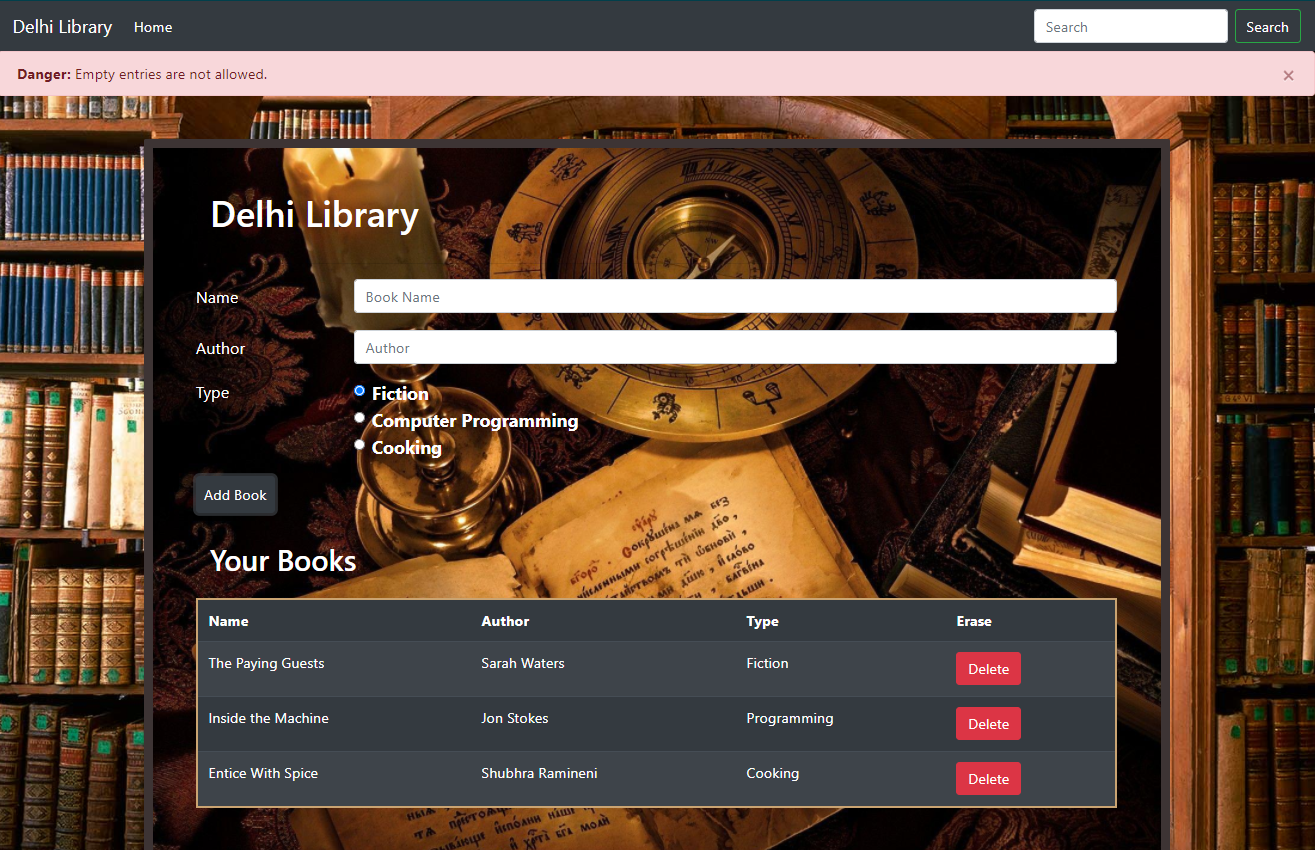 Delhi Library Home Search Search
Danger: Empty entries are not allowed. ×
Delhi Library
Name Book Name
Author Author
Type Fiction
Computer Programming
Cooking
Add Book
Your Books
Name Author Type Erase
The Paying Guests Sarah Waters Fiction Delete
Inside the Machine Jon Stokes Programming Delete
Entice With Spice Shubhra Ramineni Cooking Delete